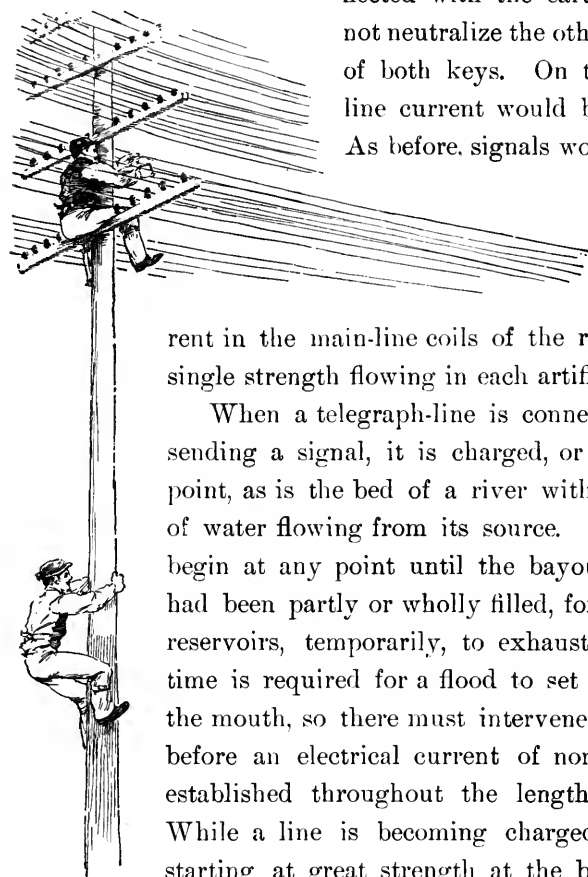 not neutralize the oth
of both keys. On t
line current would b
As before, signals wo
rent in the main-line coils of the r
single strength flowing in each artif
When a telegraph-line is conne
sending a signal, it is charged, or
point, as is the bed of a river with
of water flowing from its source.
begin at any point until the bayou
had been partly or wholly filled, fo
reservoirs, temporarily, to exhaust
time is required for a flood to set
the mouth, so there must intervene
before an electrical current of nor
established throughout the length
While a line is becoming charged
starting at great strength at the b